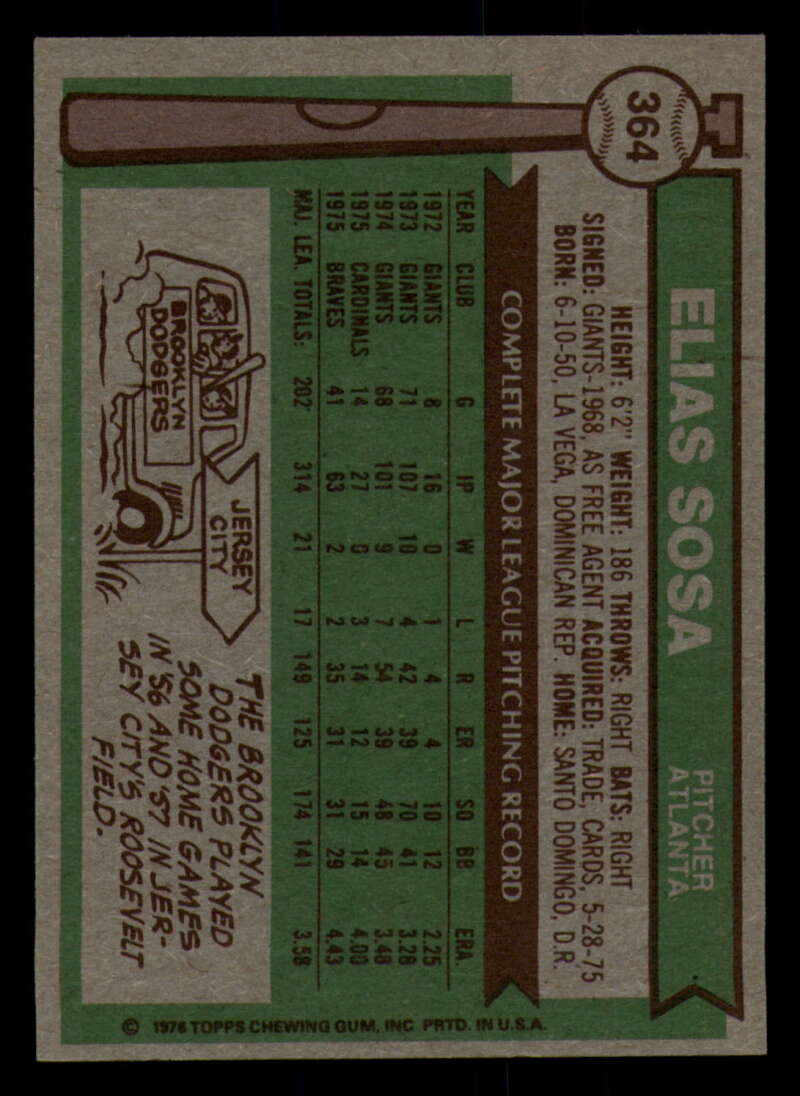 364
ELIAS SOSA
PITCHER
ATLANTA
HEIGHT: 6'2" WEIGHT: 186 THROWS: RIGHT BATS: RIGHT
SIGNED: GIANTS-1968, AS FREE AGENT ACQUIRED: TRADE, CARDS, 5-28-75
BORN: 6-10-50, LA VEGA, DOMINICAN REP. HOME: SANTO DOMINGO, D.R.
COMPLETE MAJOR LEAGUE PITCHING RECORD
YEAR CLUB G IP W L R ER SO BB ERA.
1972 GIANTS 8 16 0 1 4 4 10 12 2.25
1973 GIANTS 71 107 10 4 42 39 70 41 3.28
1974 GIANTS 68 101 9 7 54 39 48 45 3.48
1975 CARDINALS 14 27 0 3 14 12 15 14 4.00
1975 BRAVES 41 63 2 2 35 31 31 29 4.43
MAJ. LEA. TOTALS: 202 314 21 17 149 125 174 141 3.58
BROOKLYN
DODGERS
JERSEY
CITY
THE BROOKLYN
DODGERS PLAYED
SOME HOME GAMES
IN '56 AND '57 IN JER-
SEY CITY'S ROOSEVELT
FIELD.
© 1976 TOPPS CHEWING GUM, INC PRTD. IN U.S.A.